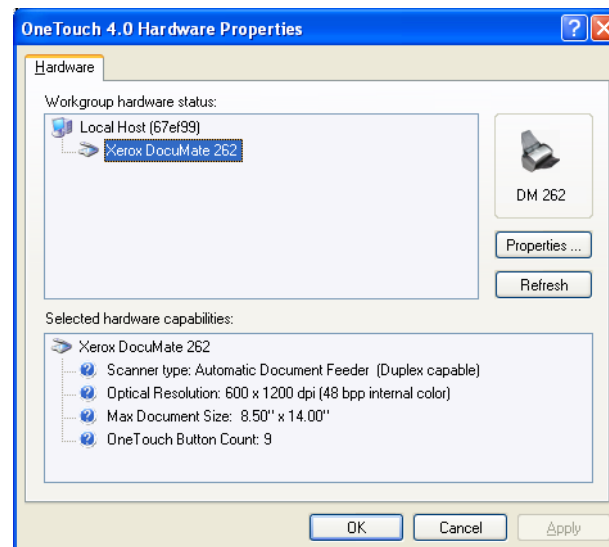 OneTouch 4.0 Hardware Properties
Hardware
Workgroup hardware status:
Local Host (67ef99)
Xerox DocuMate 262
DM 262
Properties ...
Refresh
Selected hardware capabilities:
Xerox DocuMate 262
Scanner type: Automatic Document Feeder (Duplex capable)
Optical Resolution: 600 x 1200 dpi (48 bpp internal color)
Max Document Size: 8.50" x 14.00"
OneTouch Button Count: 9
OK Cancel Apply